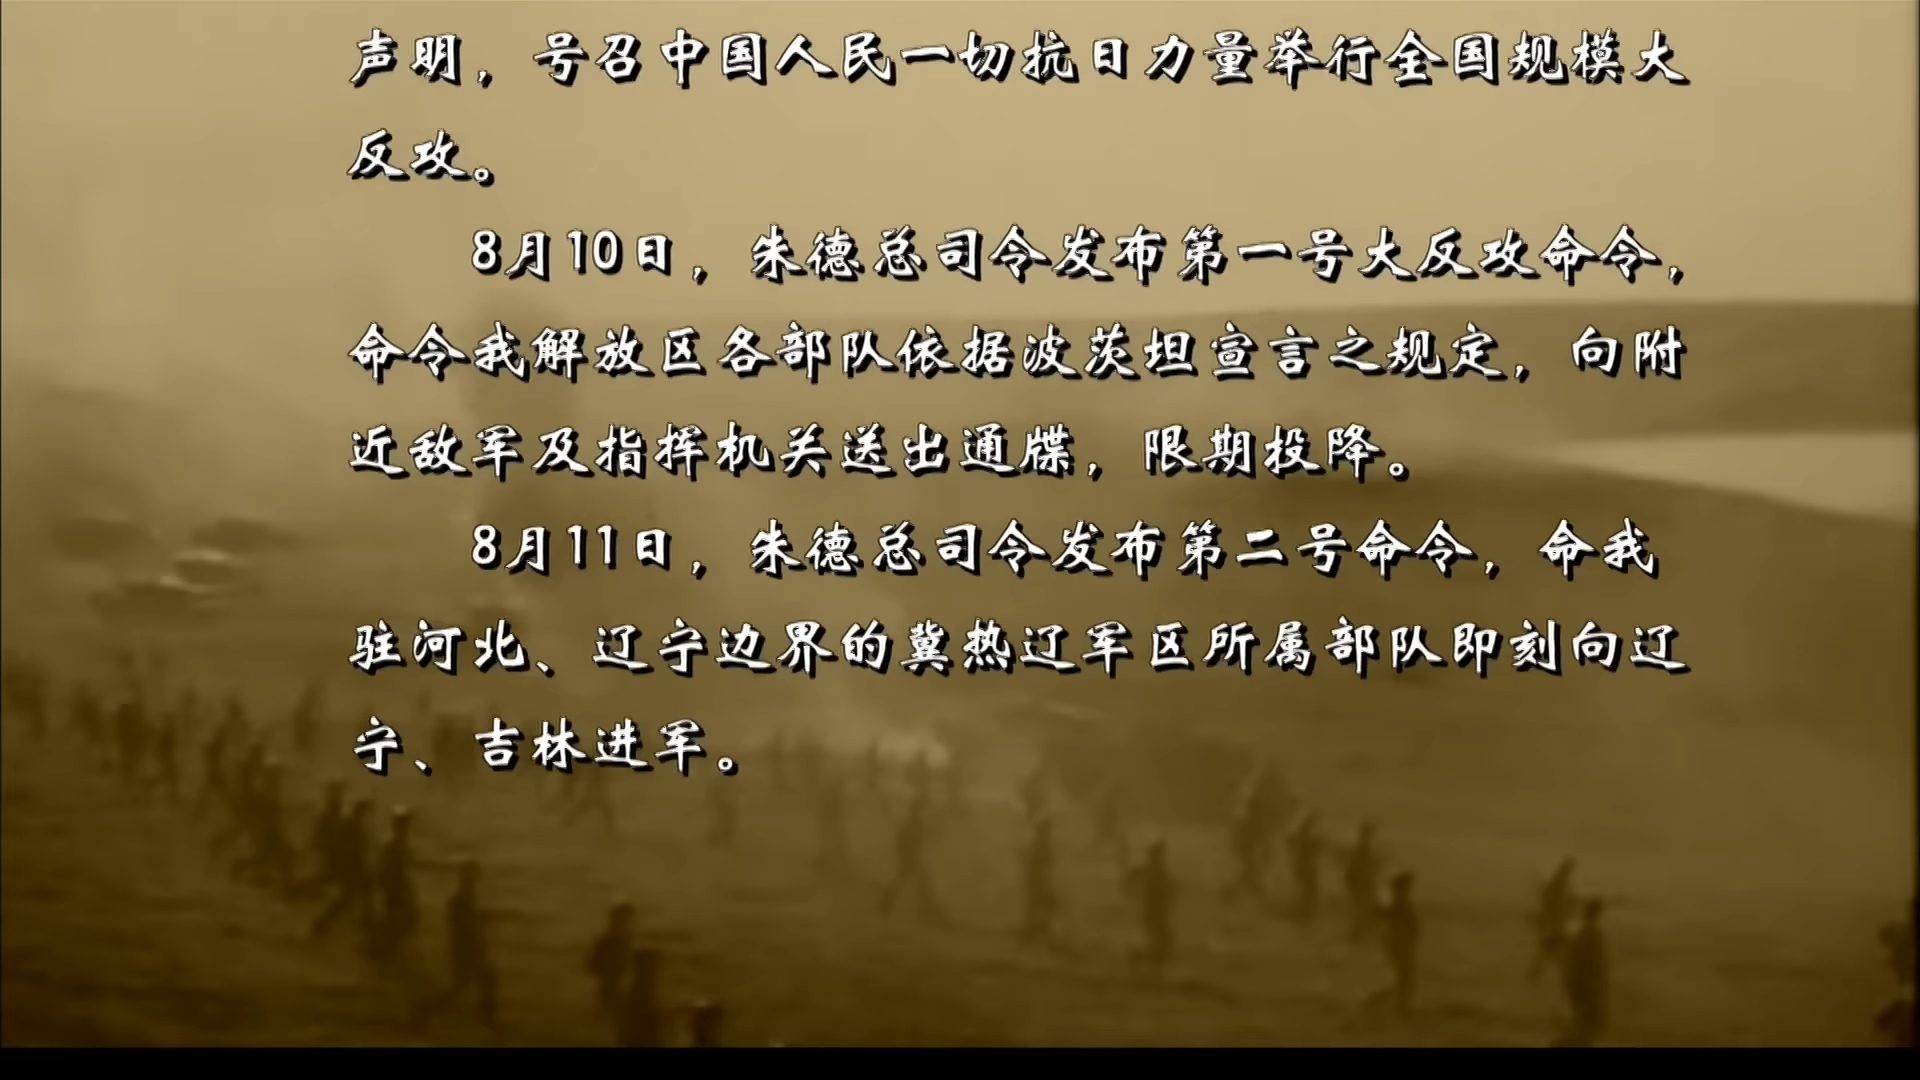 声明，号召中国人民一切抗日力量举行全国规模大
反攻。
8月10日，朱德总司令发布第一号大反攻命令，
命令我解放区各部队依据波茨坦宣言之规定，向附
近敌军及指挥机关送出通牒，限期投降。
8月11日，朱德总司令发布第二号命令，命我
驻河北、辽宁边界的冀热辽军区所属部队即刻向辽
宁、吉林进军。